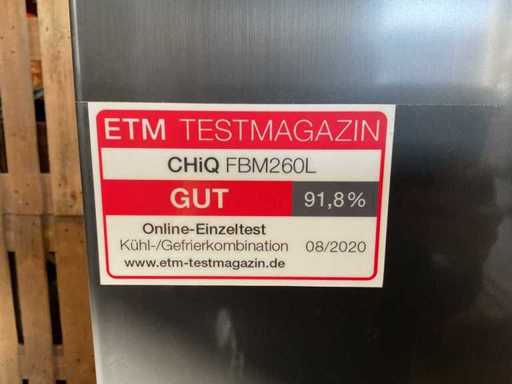 ETM TESTMAGAZIN
CHiQ FBM260L
GUT 91,8%
Online-Einzeltest
Kühl-/Gefrierkombination 08/2020
www.etm-testmagazin.de